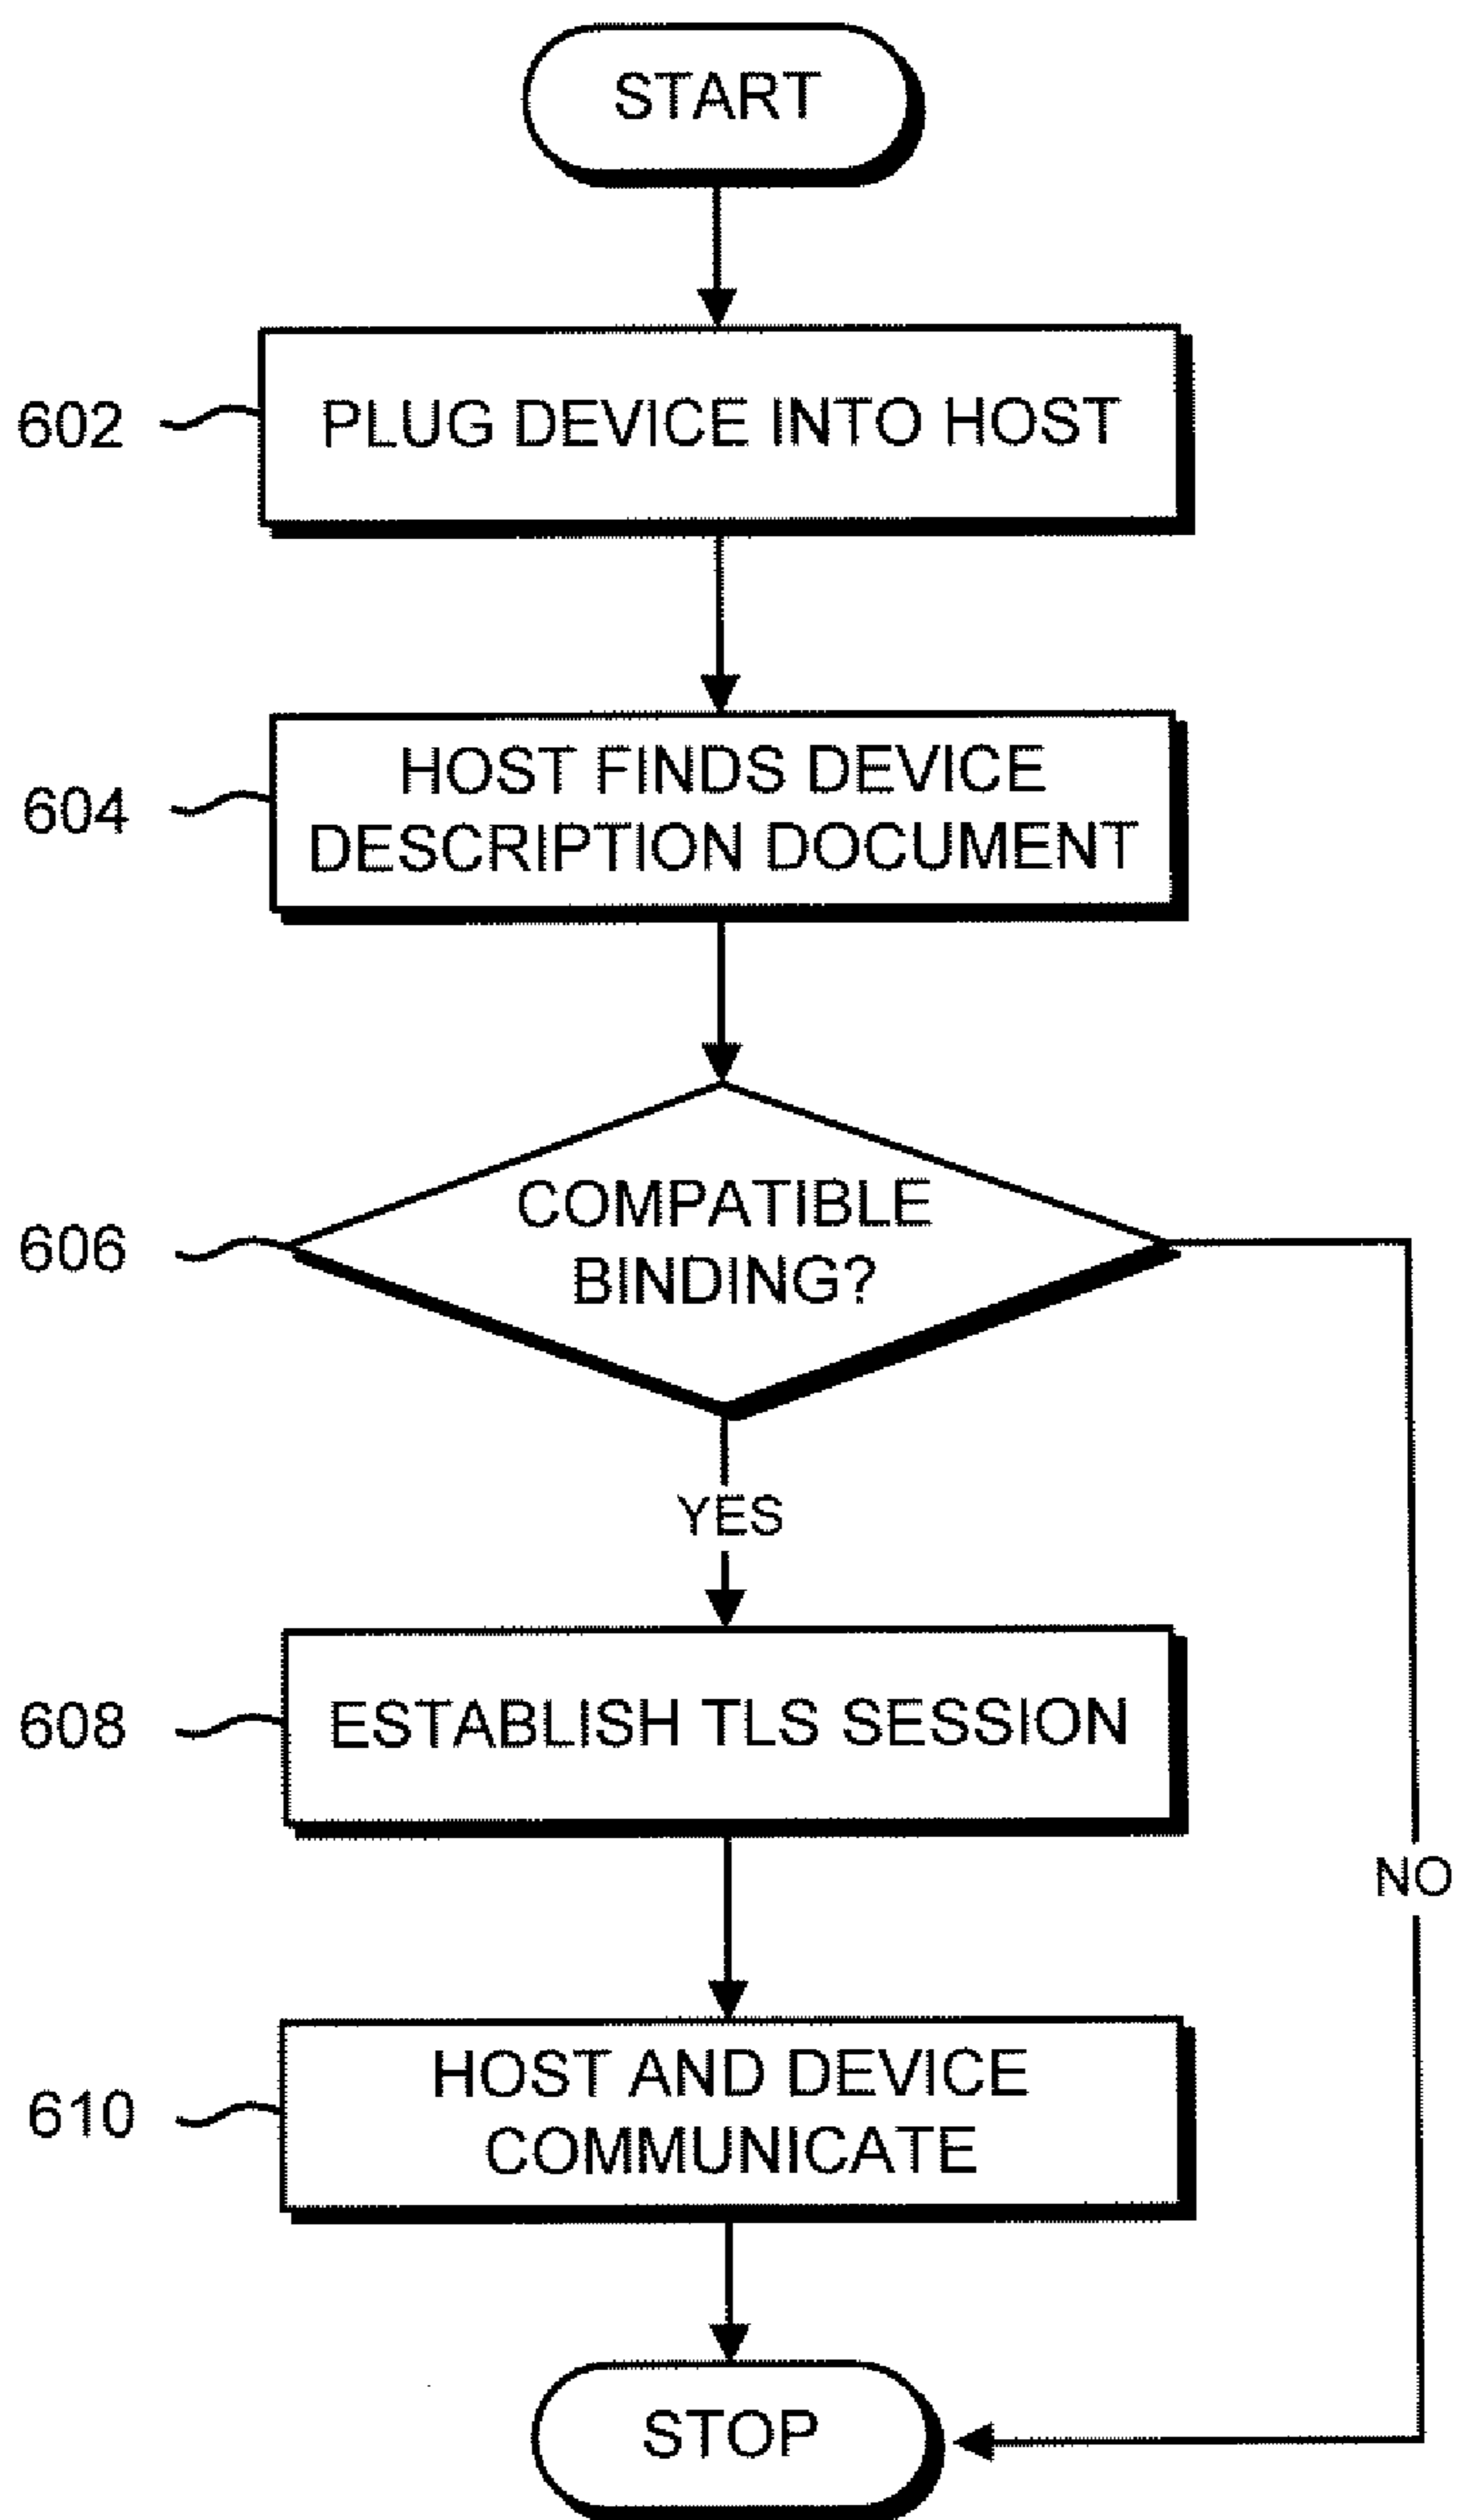 START
602
PLUG DEVICE INTO HOST
604
HOST FINDS DEVICE
DESCRIPTION DOCUMENT
606
COMPATIBLE
BINDING?
YES
608
ESTABLISH TLS SESSION
NO
610
HOST AND DEVICE
COMMUNICATE
STOP